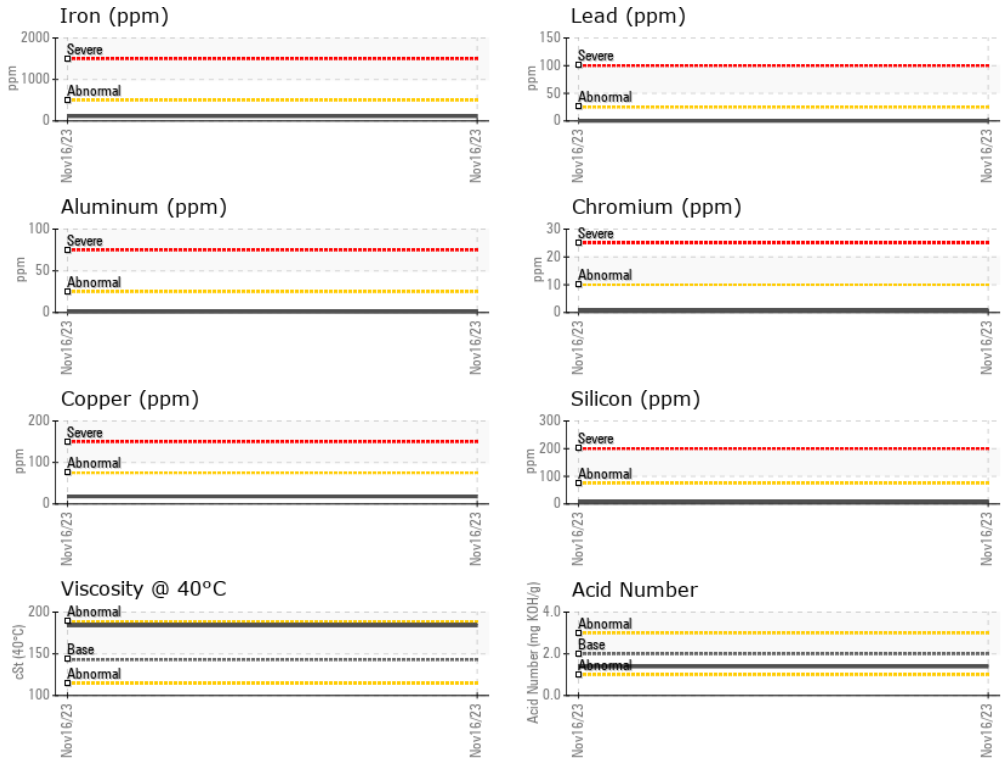 Iron (ppm)
2000
1000
0
ppm
Severe
Abnormal
Nov16/23
Nov16/23
Lead (ppm)
150
100
50
0
ppm
Severe
Abnormal
Nov16/23
Nov16/23
Aluminum (ppm)
100
50
0
ppm
Severe
Abnormal
Nov16/23
Nov16/23
Chromium (ppm)
30
20
10
0
ppm
Severe
Abnormal
Nov16/23
Nov16/23
Copper (ppm)
200
100
0
ppm
Severe
Abnormal
Nov16/23
Nov16/23
Silicon (ppm)
300
200
100
0
ppm
Severe
Abnormal
Nov16/23
Nov16/23
Viscosity @ 40°C
200
150
100
cSt (40°C)
Abnormal
Base
Abnormal
Nov16/23
Nov16/23
Acid Number
4.0
2.0
0.0
Acid Number (mg KOH/g)
Abnormal
Base
Abnormal
Nov16/23
Nov16/23